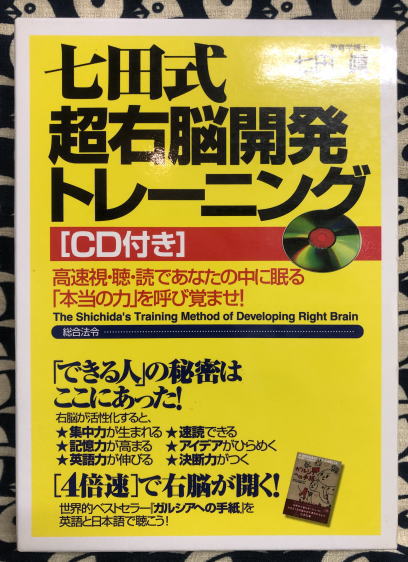 教育学博士
七田 眞
七田式
超右脳開発
トレーニング
[CD付き]
高速視・聴・読であなたの中に眠る
「本当の力」を呼び覚ませ!
The Shichida's Training Method of Developing Right Brain
総合法令
「できる人」の秘密は
ここにあった!
右脳が活性化すると、
★集中力が生まれる ★速読できる
★記憶力が高まる ★アイデアがひらめく
★英語力が伸びる ★決断力がつく
[4倍速]で右脳が開く!
世界的ベストセラー『ガルシアへの手紙』を
英語と日本語で聴こう!